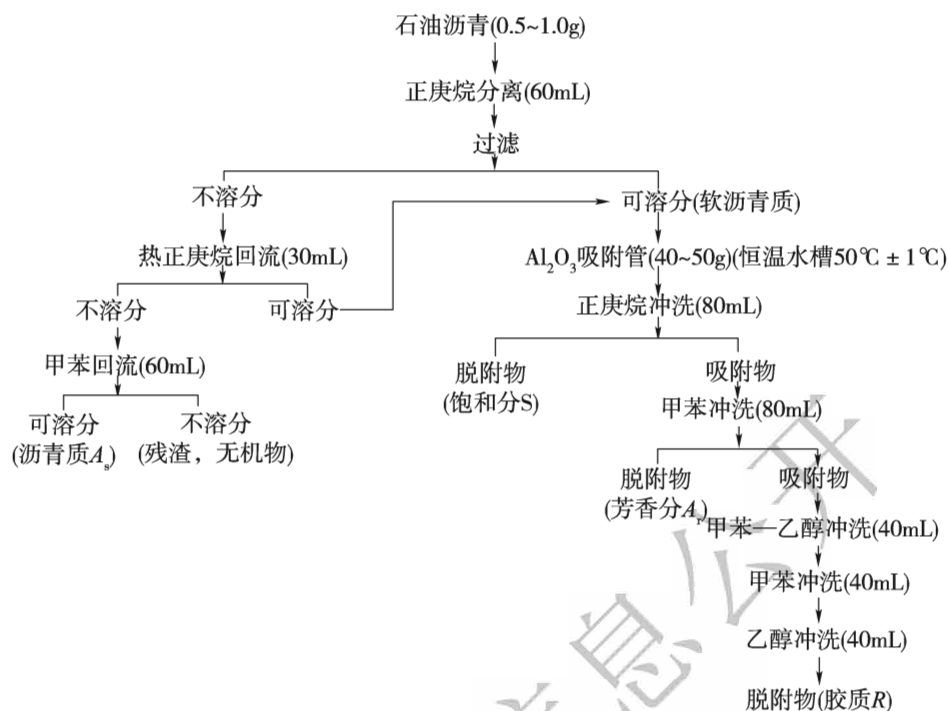 石油沥青(0.5~1.0g)
正庚烷分离(60mL)
过滤
不溶分
可溶分(软沥青质)
热正庚烷回流(30mL)
Al₂O₃吸附管(40~50g)(恒温水槽50℃ ± 1℃)
不溶分
可溶分
正庚烷冲洗(80mL)
甲苯回流(60mL)
脱附物
(饱和分S)
吸附物
甲苯冲洗(80mL)
可溶分
(沥青质Aₛ)
不溶分
(残渣，无机物)
脱附物
(芳香分Aᵣ)
吸附物
甲苯—乙醇冲洗(40mL)
甲苯冲洗(40mL)
乙醇冲洗(40mL)
脱附物(胶质R)
息公开